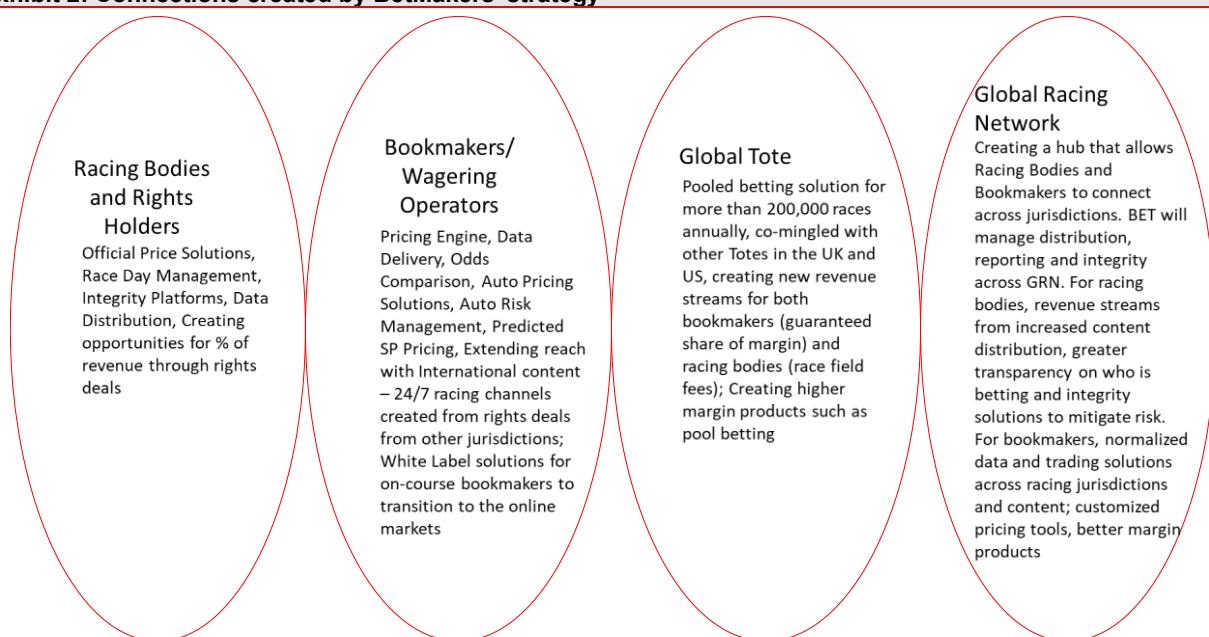 Exhibit 2: Connections created by BetMakers' strategy
Racing Bodies
and Rights
Holders
Official Price Solutions,
Race Day Management,
Integrity Platforms, Data
Distribution, Creating
opportunities for % of
revenue through rights
deals
Bookmakers/
Wagering
Operators
Pricing Engine, Data
Delivery, Odds
Comparison, Auto Pricing
Solutions, Auto Risk
Management, Predicted
SP Pricing, Extending reach
with International content
– 24/7 racing channels
created from rights deals
from other jurisdictions;
White Label solutions for
on-course bookmakers to
transition to the online
markets
Global Tote
Pooled betting solution for
more than 200,000 races
annually, co-mingled with
other Totes in the UK and
US, creating new revenue
streams for both
bookmakers (guaranteed
share of margin) and
racing bodies (race field
fees); Creating higher
margin products such as
pool betting
Global Racing
Network
Creating a hub that allows
Racing Bodies and
Bookmakers to connect
across jurisdictions. BET will
manage distribution,
reporting and integrity
across GRN. For racing
bodies, revenue streams
from increased content
distribution, greater
transparency on who is
betting and integrity
solutions to mitigate risk.
For bookmakers, normalized
data and trading solutions
across racing jurisdictions
and content; customized
pricing tools, better margin
products